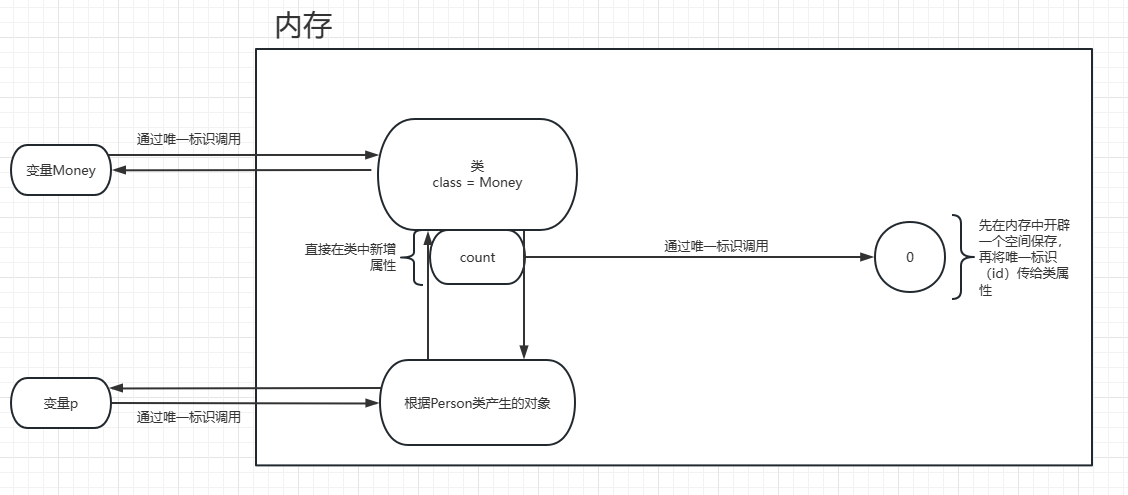 内存
通过唯一标识调用
变量Money
类
class = Money
直接在类中新增
属性
count
通过唯一标识调用
0
先在内存中开辟
一个空间保存，
再将唯一标识
（id）传给类属
性
变量p
通过唯一标识调用
根据Person类产生的对象